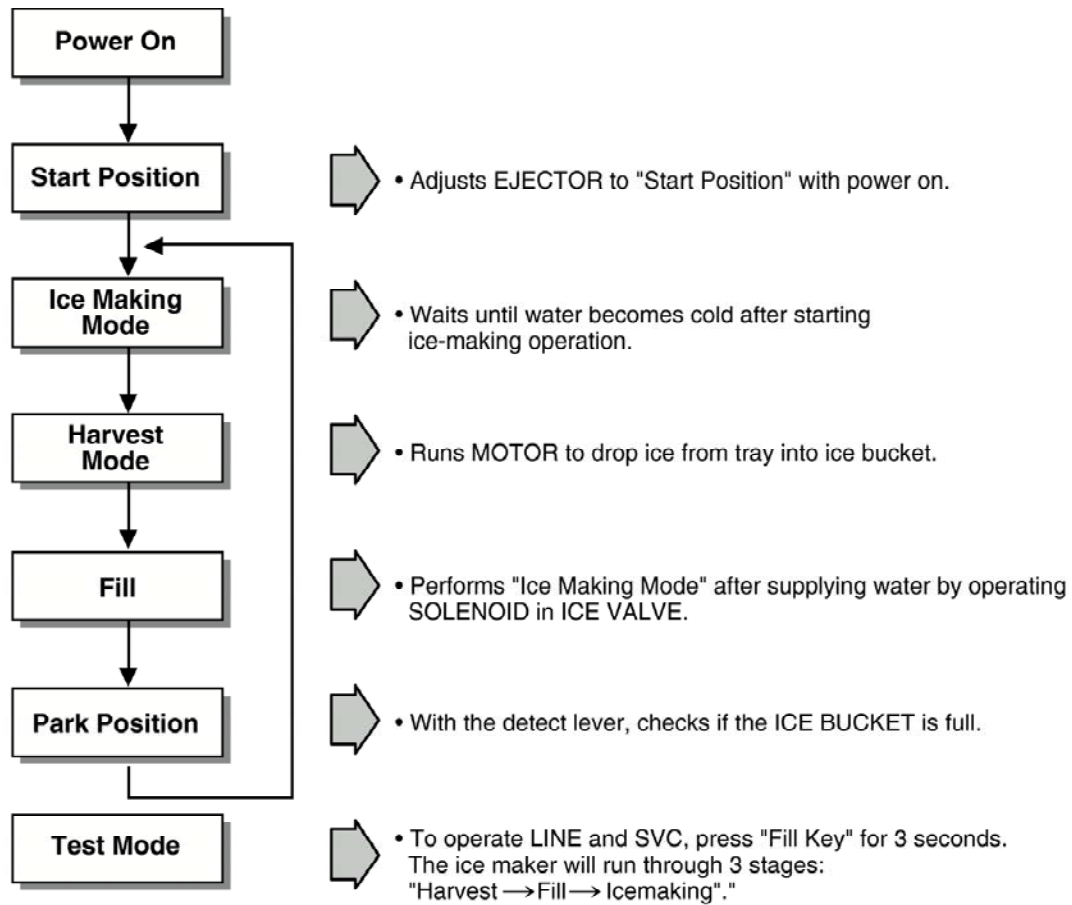 Power On
Start Position
• Adjusts EJECTOR to "Start Position" with power on.
Ice Making
Mode
• Waits until water becomes cold after starting
ice-making operation.
Harvest
Mode
• Runs MOTOR to drop ice from tray into ice bucket.
Fill
• Performs "Ice Making Mode" after supplying water by operating
SOLENOID in ICE VALVE.
Park Position
• With the detect lever, checks if the ICE BUCKET is full.
Test Mode
• To operate LINE and SVC, press "Fill Key" for 3 seconds.
The ice maker will run through 3 stages:
"Harvest → Fill → Icemaking"."